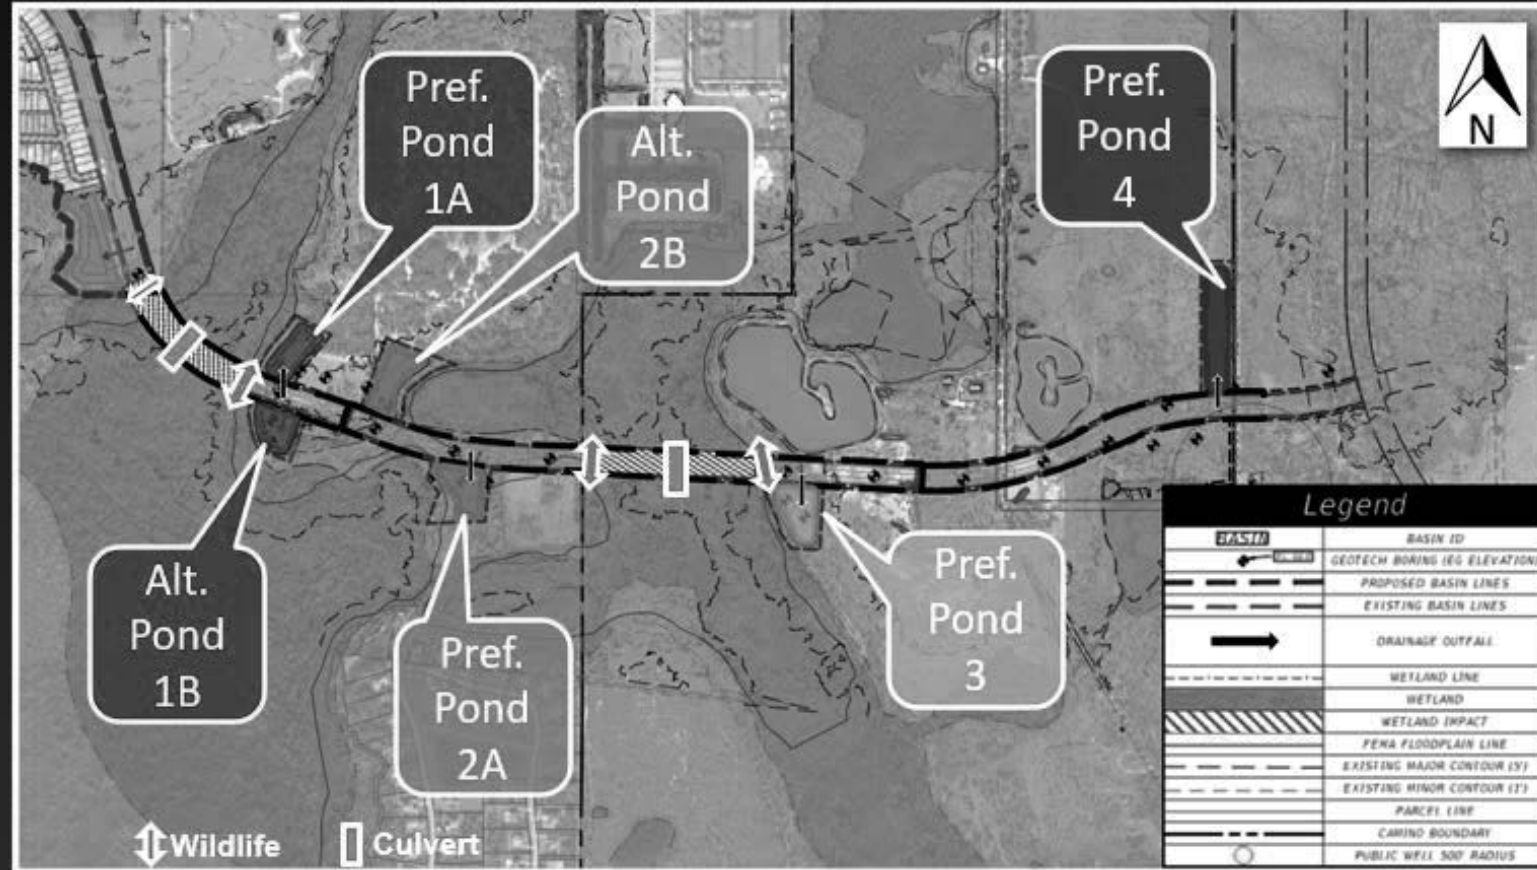 Pref.
Pond
1A
Alt.
Pond
2B
Pref.
Pond
4
N
Alt.
Pond
1B
Pref.
Pond
2A
Pref.
Pond
3
Wildlife
Culvert
Legend
BASIN BASIN ID
GEOTECH BORING (EG ELEVATION)
PROPOSED BASIN LINES
EXISTING BASIN LINES
DRAINAGE OUTFALL
WETLAND LINE
WETLAND
WETLAND IMPACT
FEMA FLOODPLAIN LINE
EXISTING MAJOR CONTOUR (5')
EXISTING MINOR CONTOUR (1')
PARCEL LINE
CAMINO BOUNDARY
PUBLIC WELL 500' RADIUS